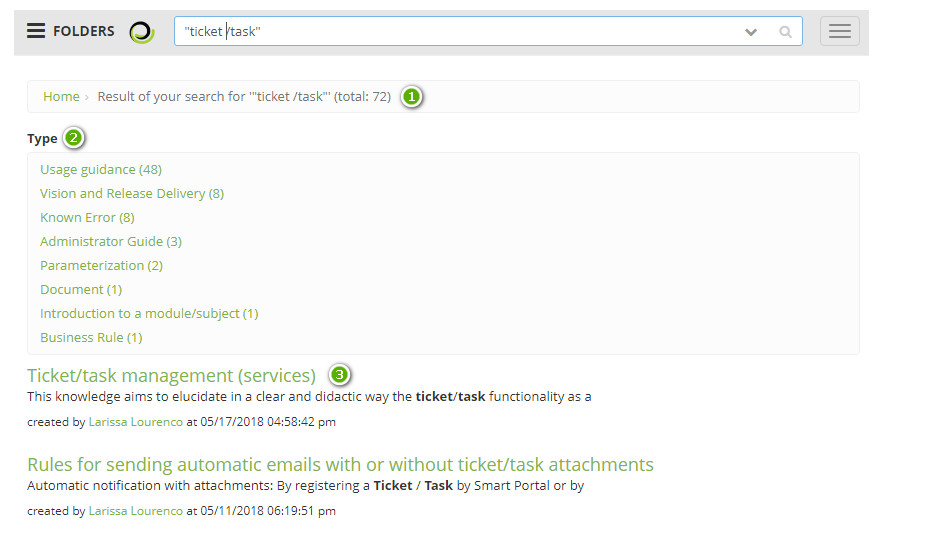 FOLDERS "ticket /task"
Home › Result of your search for '"ticket /task"' (total: 72) 1
Type 2
Usage guidance (48)
Vision and Release Delivery (8)
Known Error (8)
Administrator Guide (3)
Parameterization (2)
Document (1)
Introduction to a module/subject (1)
Business Rule (1)
Ticket/task management (services) 3
This knowledge aims to elucidate in a clear and didactic way the ticket/task functionality as a
created by Larissa Lourenco at 05/17/2018 04:58:42 pm
Rules for sending automatic emails with or without ticket/task attachments
Automatic notification with attachments: By registering a Ticket / Task by Smart Portal or by
created by Larissa Lourenco at 05/11/2018 06:19:51 pm